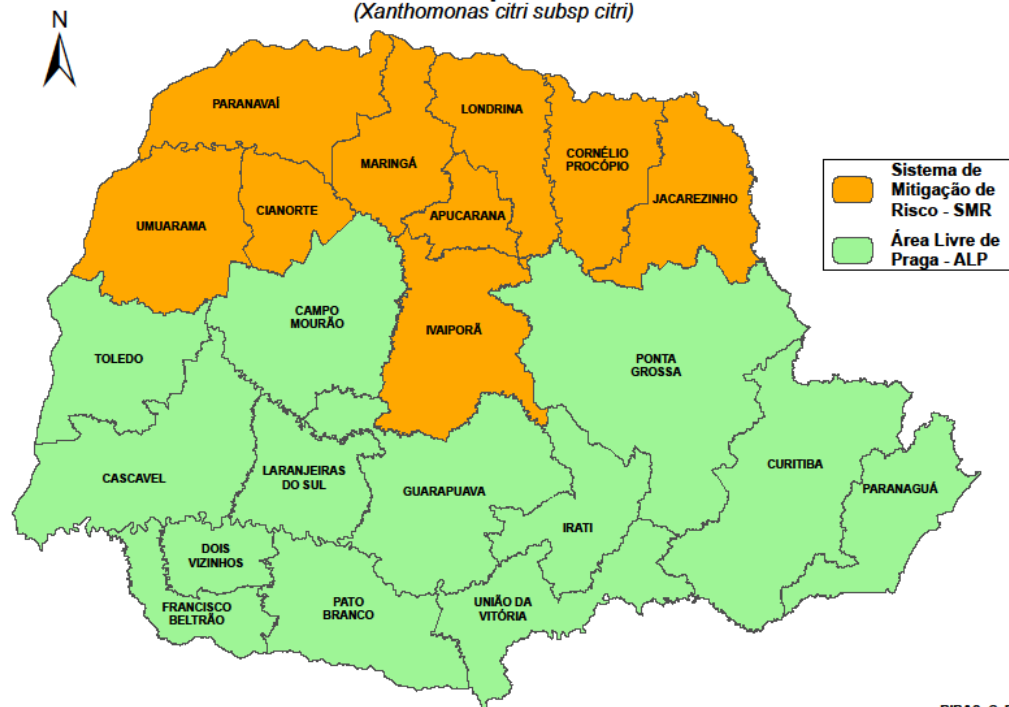 (Xanthomonas citri subsp citri)
N
PARANAVAÍ
LONDRINA
MARINGÁ
CORNÉLIO
PROCÓPIO
JACAREZINHO
UMUARAMA
CIANORTE
APUCARANA
Sistema de
Mitigação de
Risco - SMR
Área Livre de
Praga - ALP
CAMPO
MOURÃO
IVAIPORÃ
TOLEDO
PONTA
GROSSA
CASCAVEL
LARANJEIRAS
DO SUL
GUARAPUAVA
CURITIBA
PARANAGUÁ
IRATI
DOIS
VIZINHOS
FRANCISCO
BELTRÃO
PATO
BRANCO
UNIÃO DA
VITÓRIA